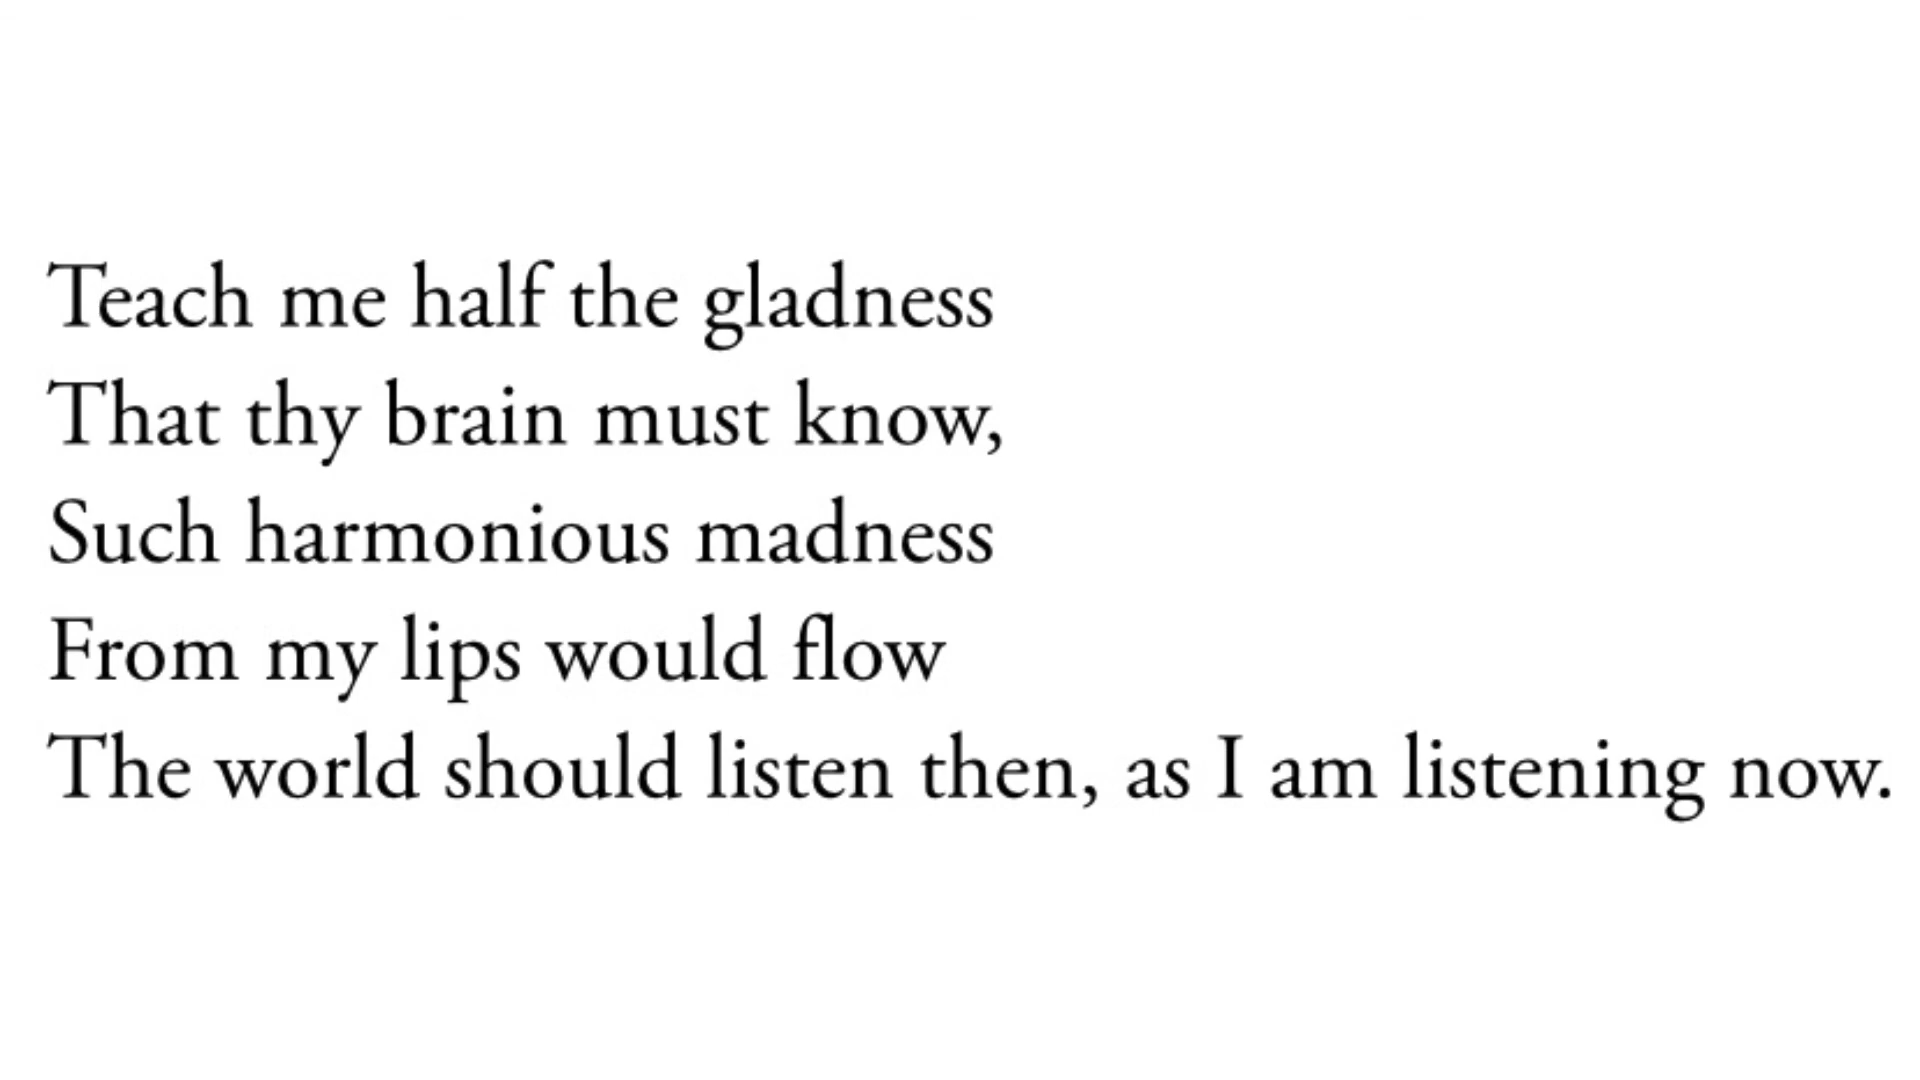 Teach me half the gladness
That thy brain must know,
Such harmonious madness
From my lips would flow
The world should listen then, as I am listening now.